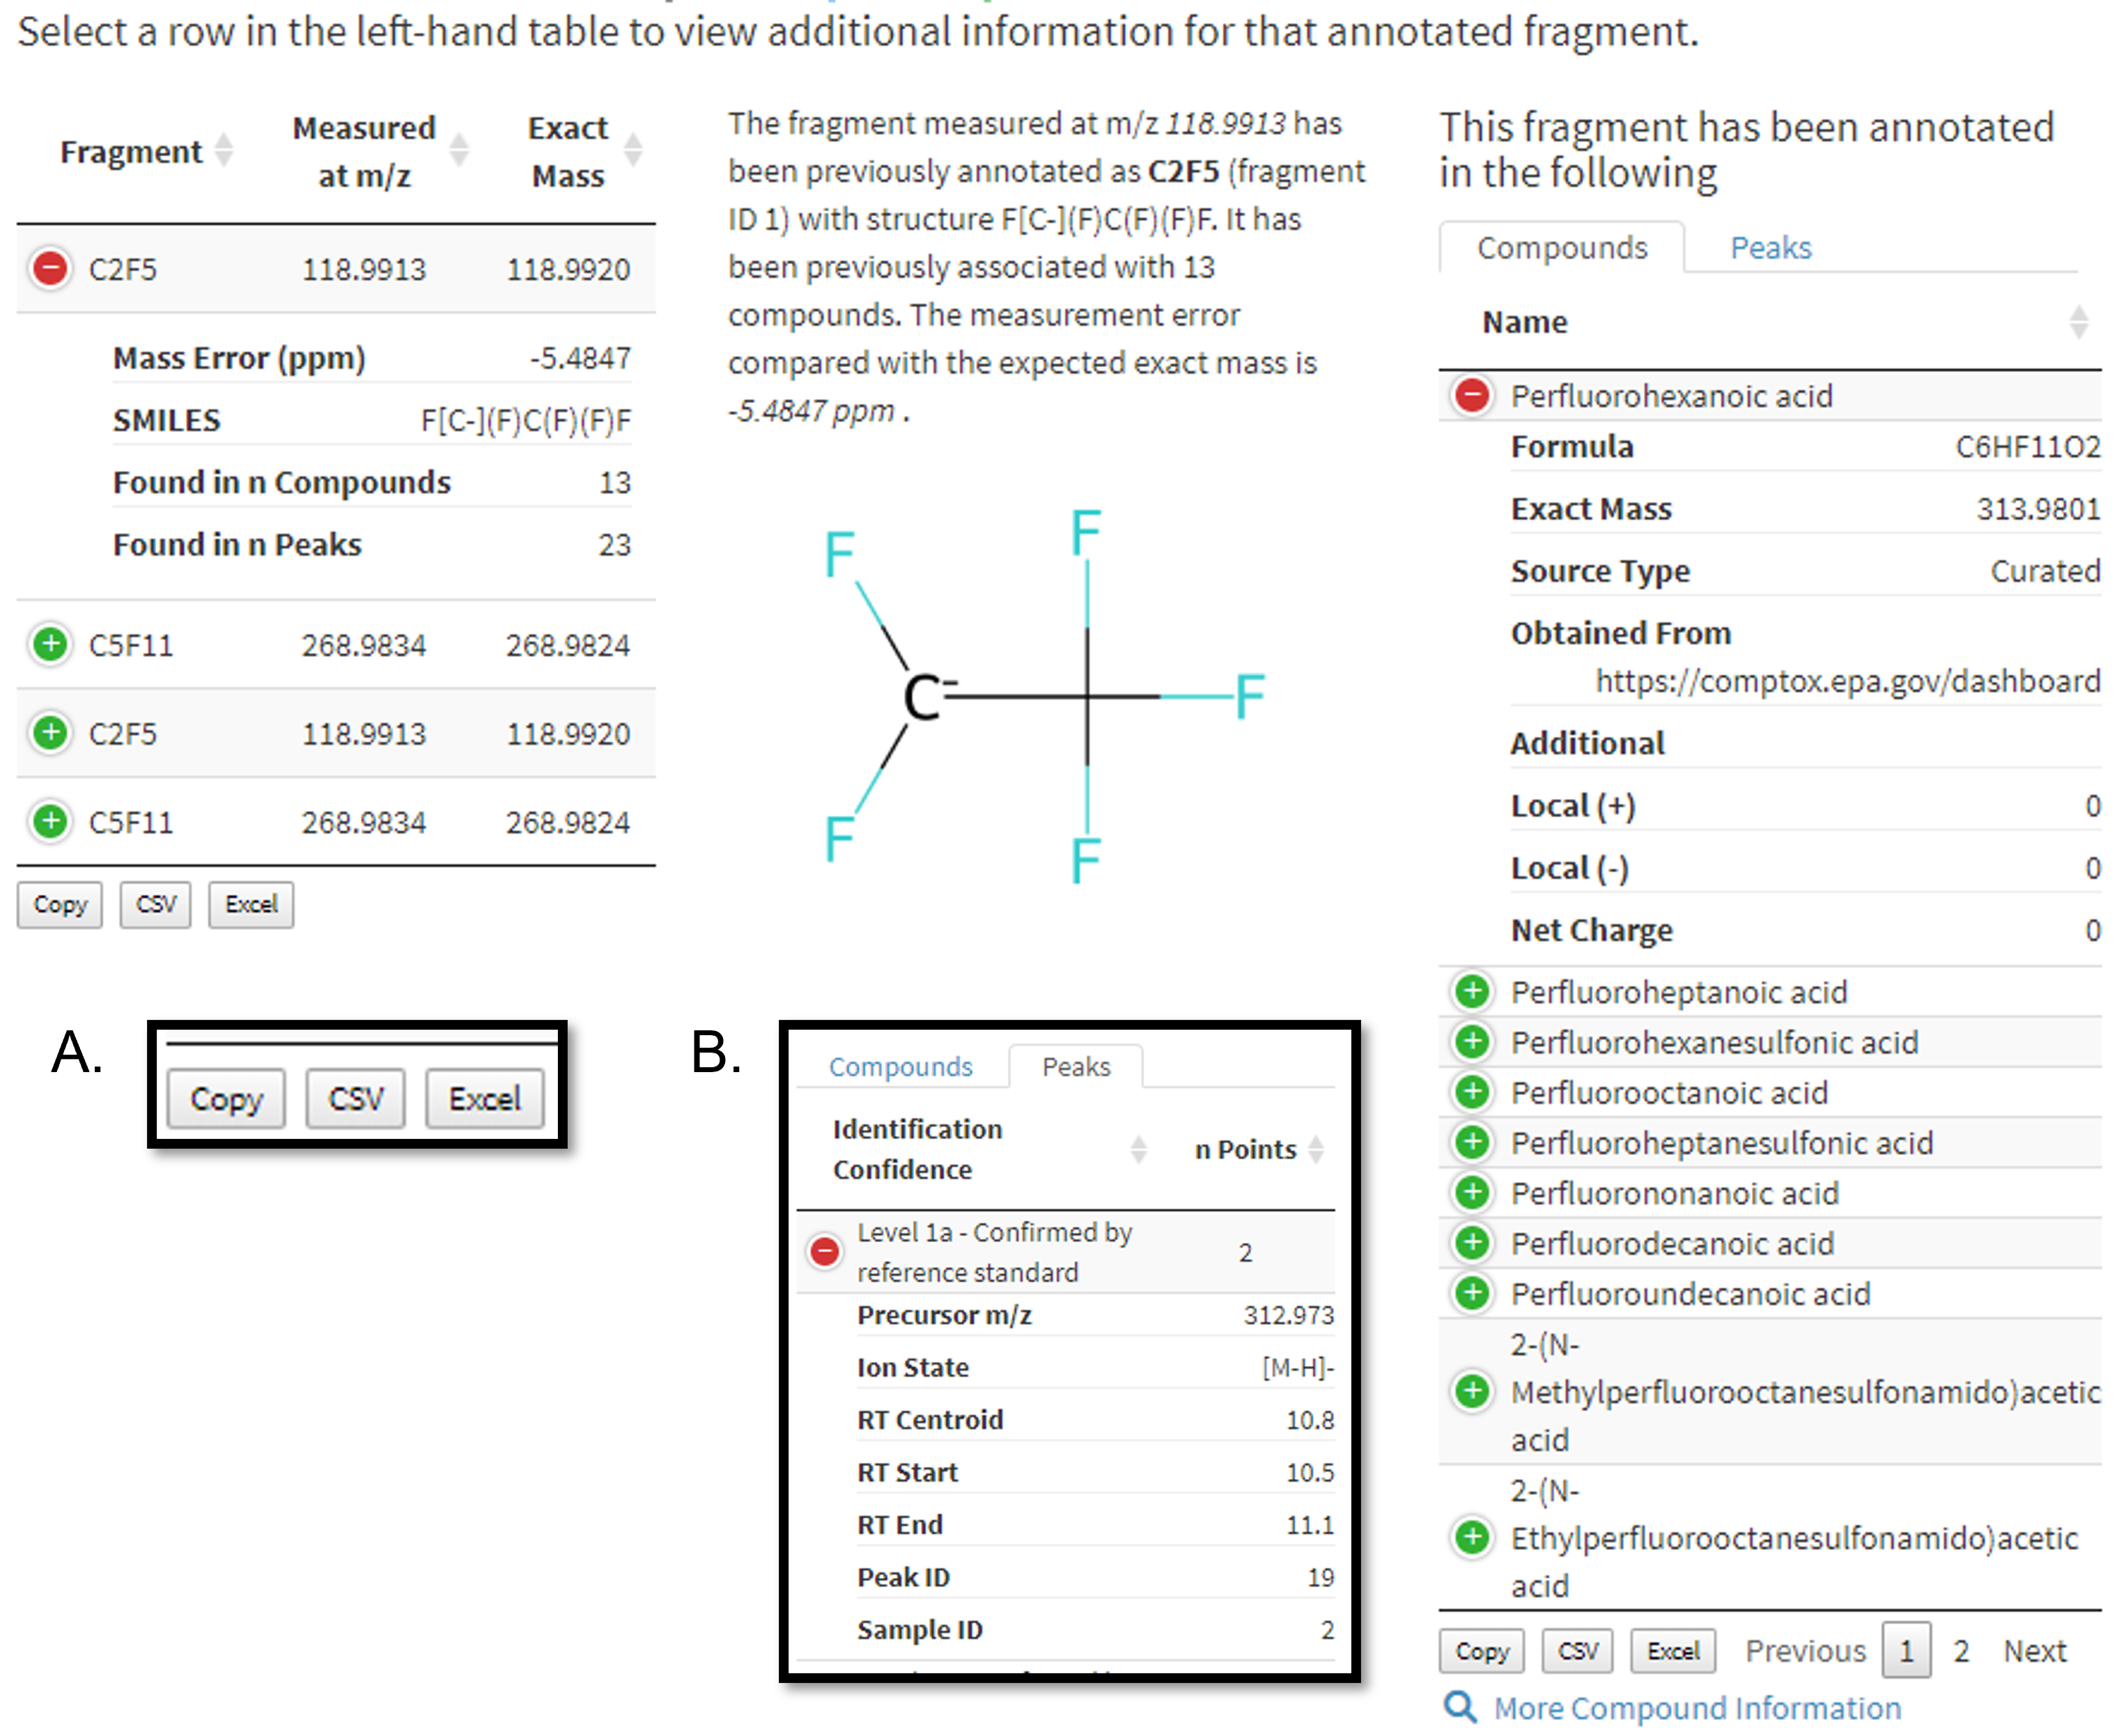 Select a row in the left-hand table to view additional information for that annotated fragment.
Fragment
Measured at m/z
Exact Mass
C2F5 118.9913 118.9920
Mass Error (ppm) -5.4847
SMILES F[C-](F)C(F)(F)F
Found in n Compounds 13
Found in n Peaks 23
C5F11 268.9834 268.9824
C2F5 118.9913 118.9920
C5F11 268.9834 268.9824
Copy CSV Excel
The fragment measured at m/z 118.9913 has
been previously annotated as C2F5 (fragment
ID 1) with structure F[C-](F)C(F)(F)F. It has
been previously associated with 13
compounds. The measurement error
compared with the expected exact mass is
-5.4847 ppm .
F F
C- F
F F
This fragment has been annotated
in the following
Compounds Peaks
Name
Perfluorohexanoic acid
Formula C6HF11O2
Exact Mass 313.9801
Source Type Curated
Obtained From
https://comptox.epa.gov/dashboard
Additional
Local (+) 0
Local (-) 0
Net Charge 0
Perfluoroheptanoic acid
Perfluorohexanesulfonic acid
Perfluorooctanoic acid
Perfluoroheptanesulfonic acid
Perfluorononanoic acid
Perfluorodecanoic acid
Perfluoroundecanoic acid
2-(N-
Methylperfluorooctanesulfonamido)acetic
acid
2-(N-
Ethylperfluorooctanesulfonamido)acetic
acid
Copy CSV Excel Previous 1 2 Next
More Compound Information
A.
Copy CSV Excel
B.
Compounds Peaks
Identification
Confidence
n Points
Level 1a - Confirmed by
reference standard
2
Precursor m/z 312.973
Ion State [M-H]-
RT Centroid 10.8
RT Start 10.5
RT End 11.1
Peak ID 19
Sample ID 2